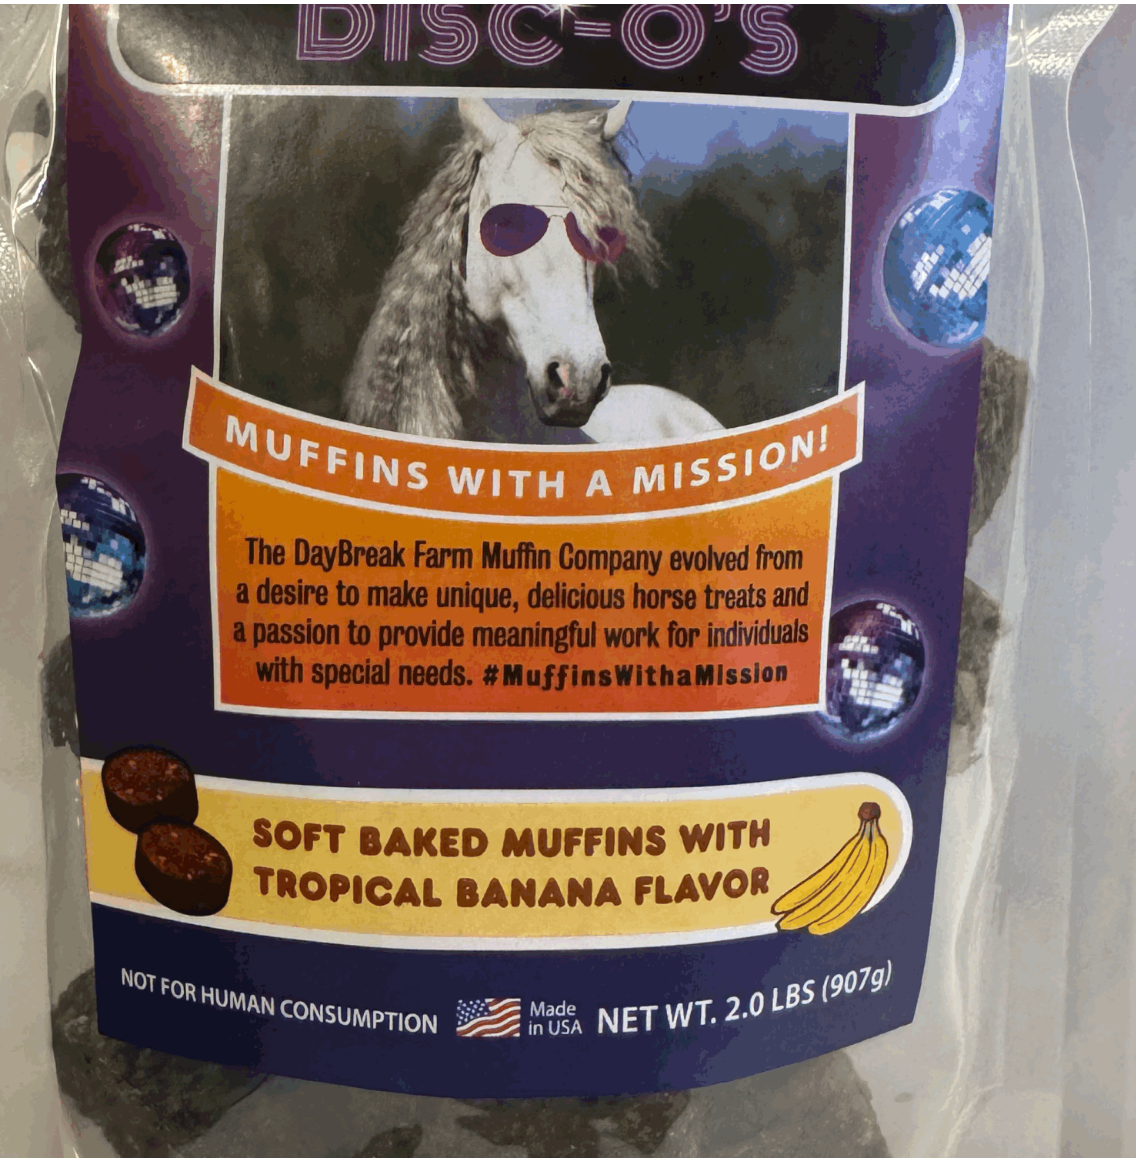 DISC-O'S
MUFFINS WITH A MISSION!
The DayBreak Farm Muffin Company evolved from
a desire to make unique, delicious horse treats and
a passion to provide meaningful work for individuals
with special needs. #MuffinsWithaMission
SOFT BAKED MUFFINS WITH
TROPICAL BANANA FLAVOR
NOT FOR HUMAN CONSUMPTION
Made
in USA
NET WT. 2.0 LBS (907g)